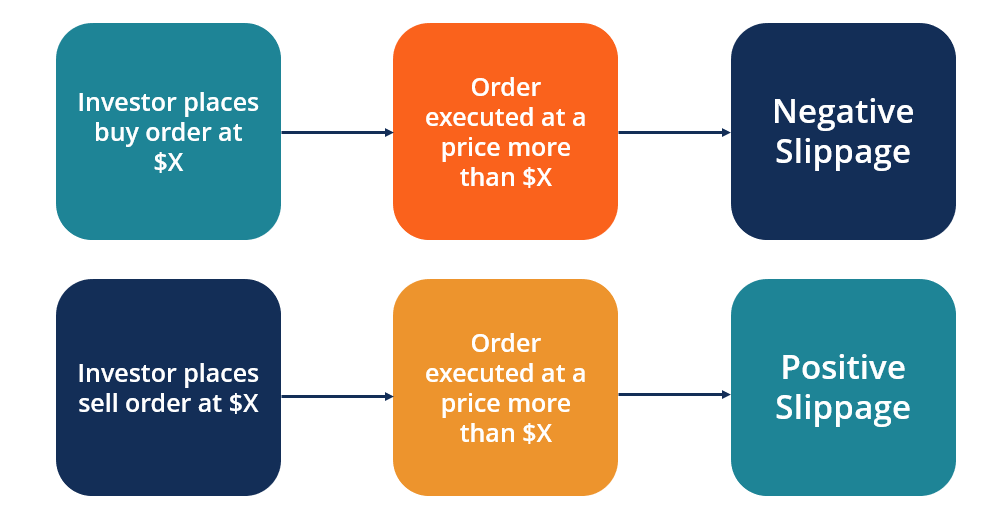 Investor places
buy order at
$X
Order
executed at a
price more
than $X
Negative
Slippage
Investor places
sell order at $X
Order
executed at a
price more
than $X
Positive
Slippage